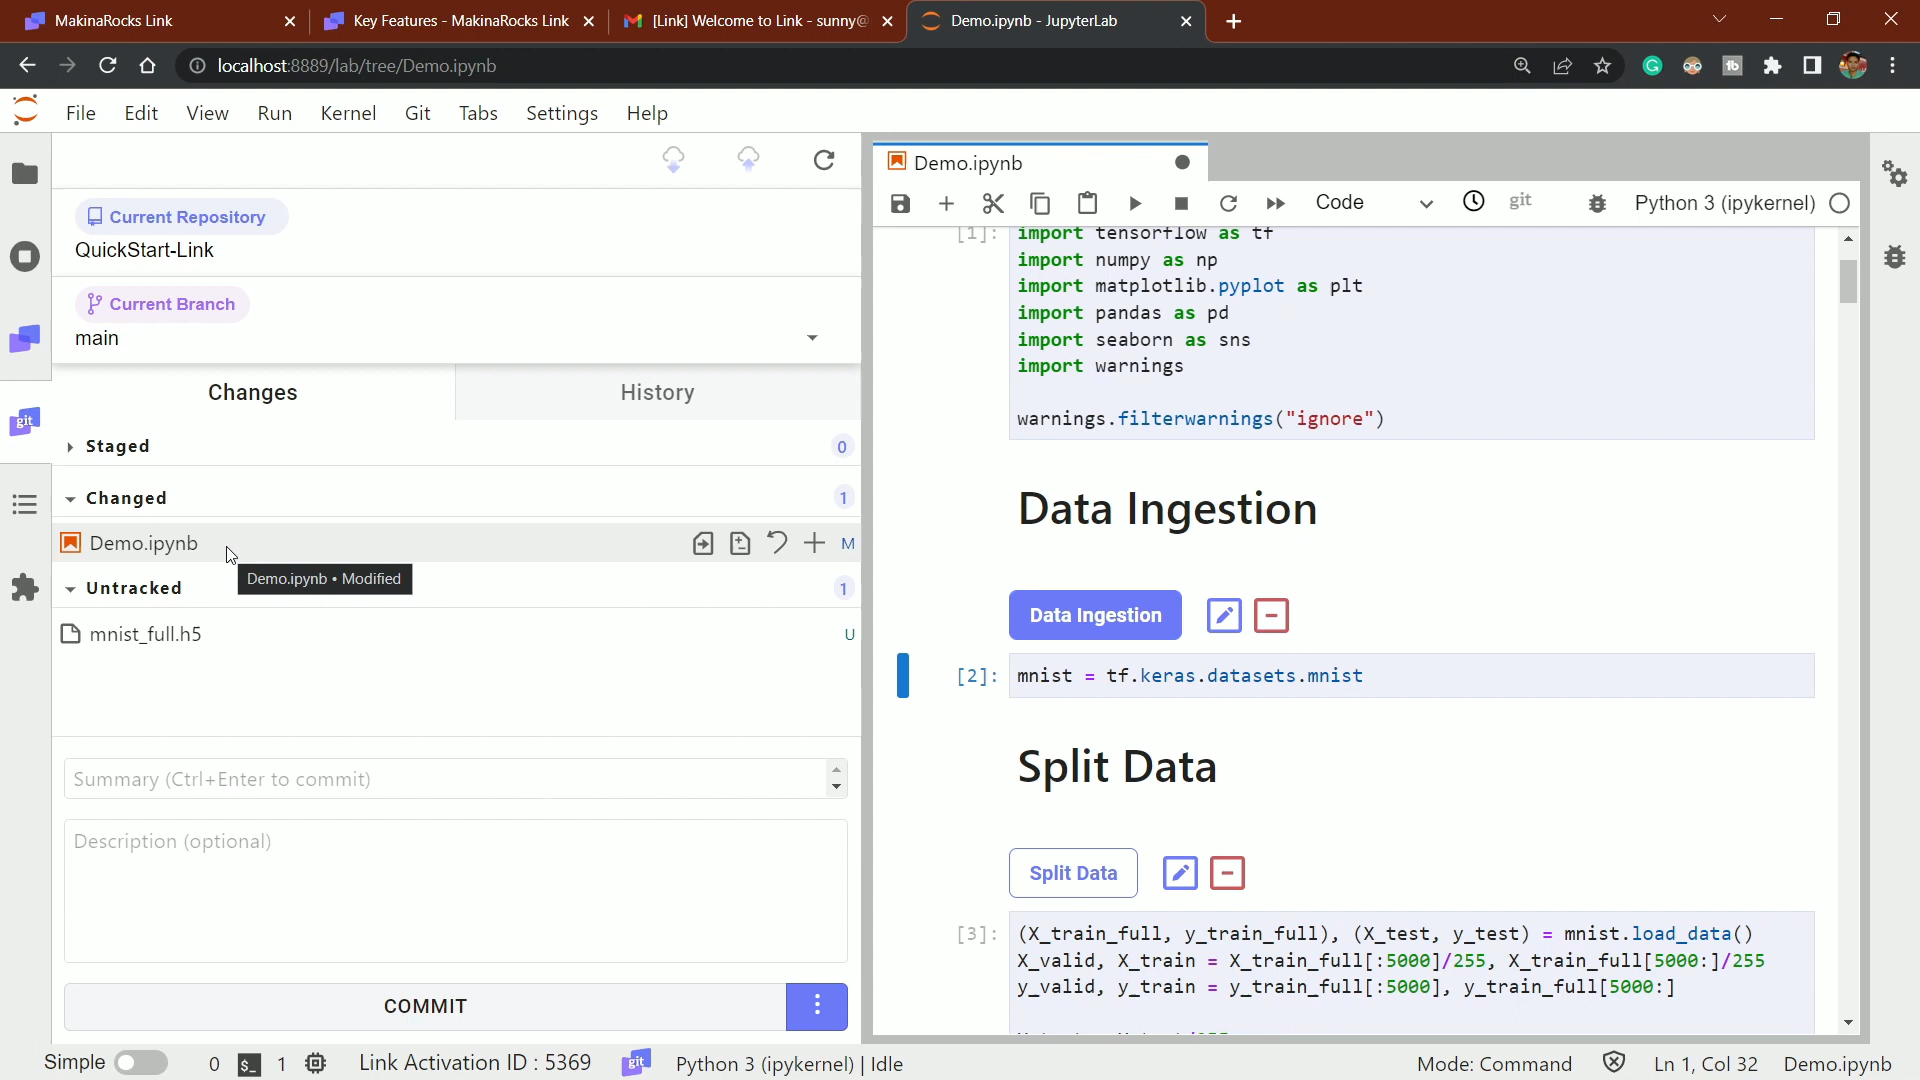 MakinaRocks Link
Key Features - MakinaRocks Link
[Link] Welcome to Link - sunny@
Demo.ipynb - JupyterLab
localhost:8889/lab/tree/Demo.ipynb
File Edit View Run Kernel Git Tabs Settings Help
Current Repository
QuickStart-Link
Current Branch
main
Changes
History
Staged 0
Changed 1
Demo.ipynb M
Demo.ipynb • Modified
Untracked 1
mnist_full.h5 U
Summary (Ctrl+Enter to commit)
Description (optional)
COMMIT
Demo.ipynb
Code
git
Python 3 (ipykernel)
[1]: import tensorflow as tf
import numpy as np
import matplotlib.pyplot as plt
import pandas as pd
import seaborn as sns
import warnings
warnings.filterwarnings("ignore")
Data Ingestion
Data Ingestion
[2]: mnist = tf.keras.datasets.mnist
Split Data
Split Data
[3]: (X_train_full, y_train_full), (X_test, y_test) = mnist.load_data()
X_valid, X_train = X_train_full[:5000]/255, X_train_full[5000:]/255
y_valid, y_train = y_train_full[:5000], y_train_full[5000:]
Simple 0 $_ 1 Link Activation ID : 5369 git Python 3 (ipykernel) | Idle Mode: Command Ln 1, Col 32 Demo.ipynb